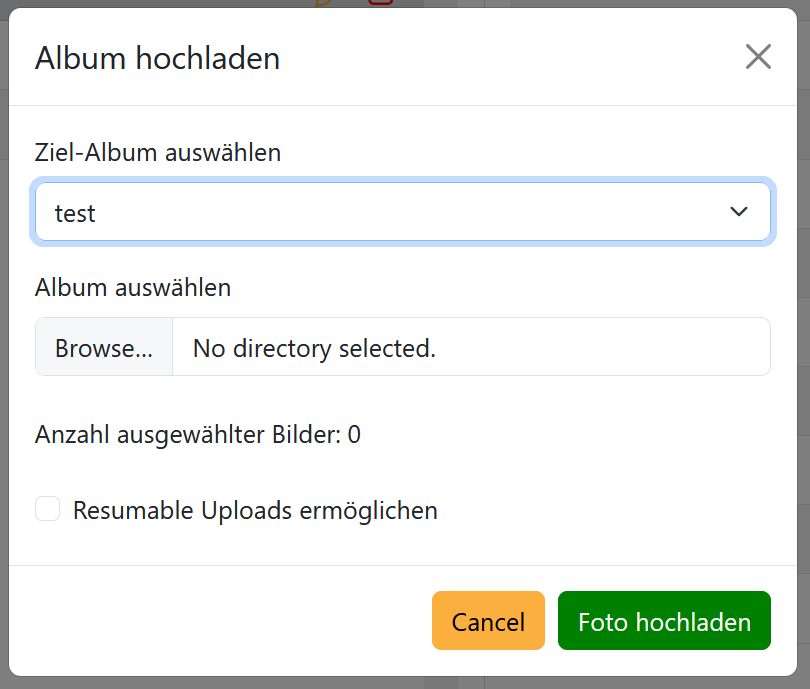 Album hochladen
Ziel-Album auswählen
test
Album auswählen
Browse... No directory selected.
Anzahl ausgewählter Bilder: 0
Resumable Uploads ermöglichen
Cancel Foto hochladen